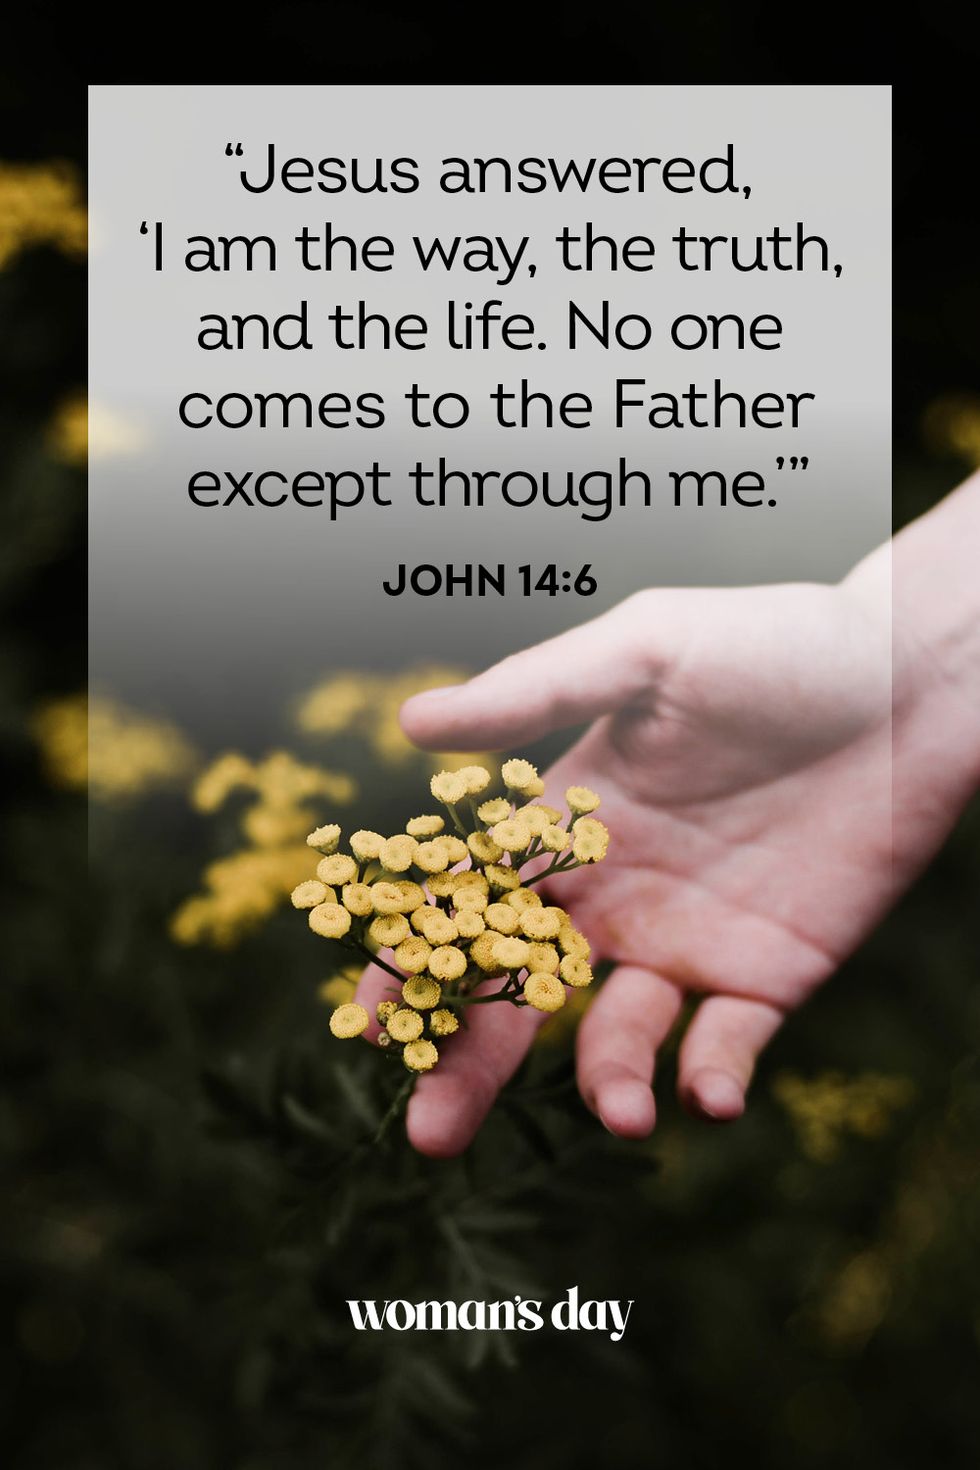 “Jesus answered,
‘I am the way, the truth,
and the life. No one
comes to the Father
except through me.’”
JOHN 14:6
woman's day